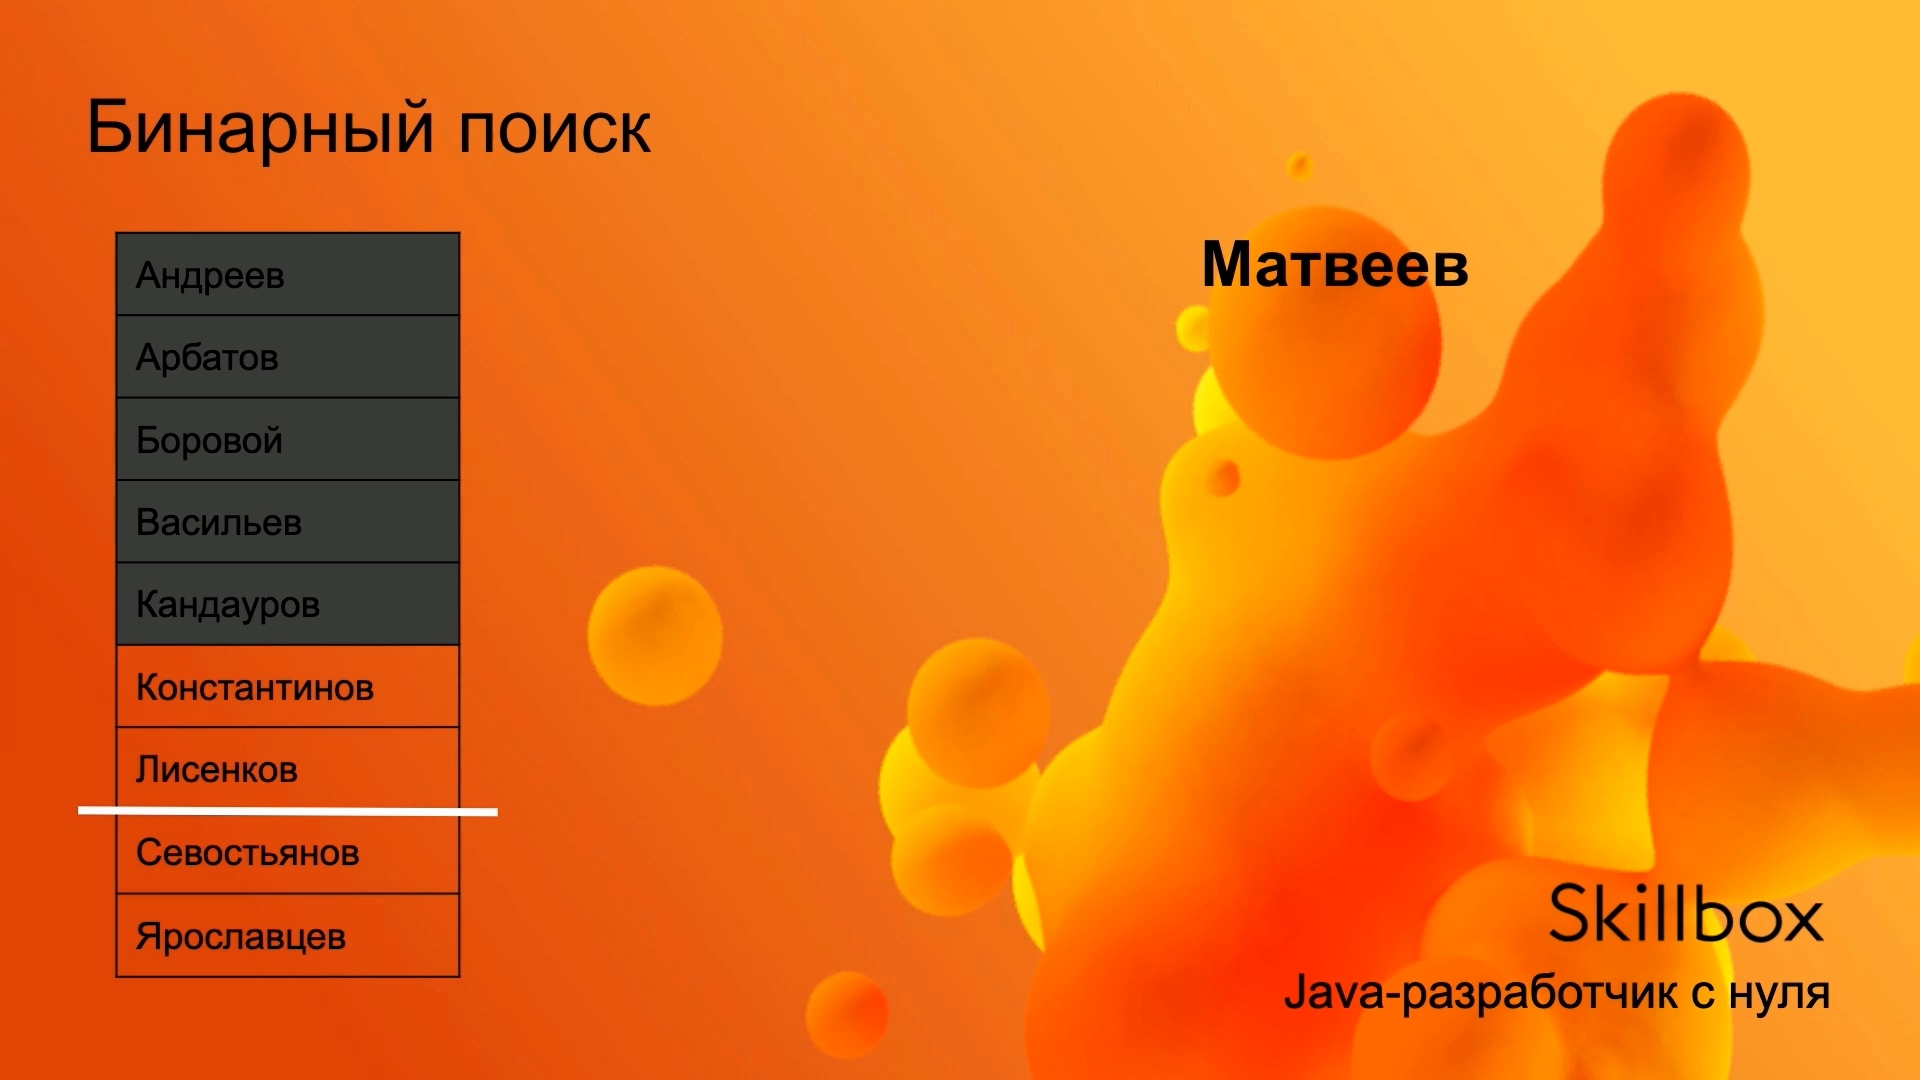 Бинарный поиск
Матвеев
Андреев
Арбатов
Боровой
Васильев
Кандауров
Константинов
Лисенков
Севостьянов
Ярославцев
Skillbox
Java-разработчик с нуля